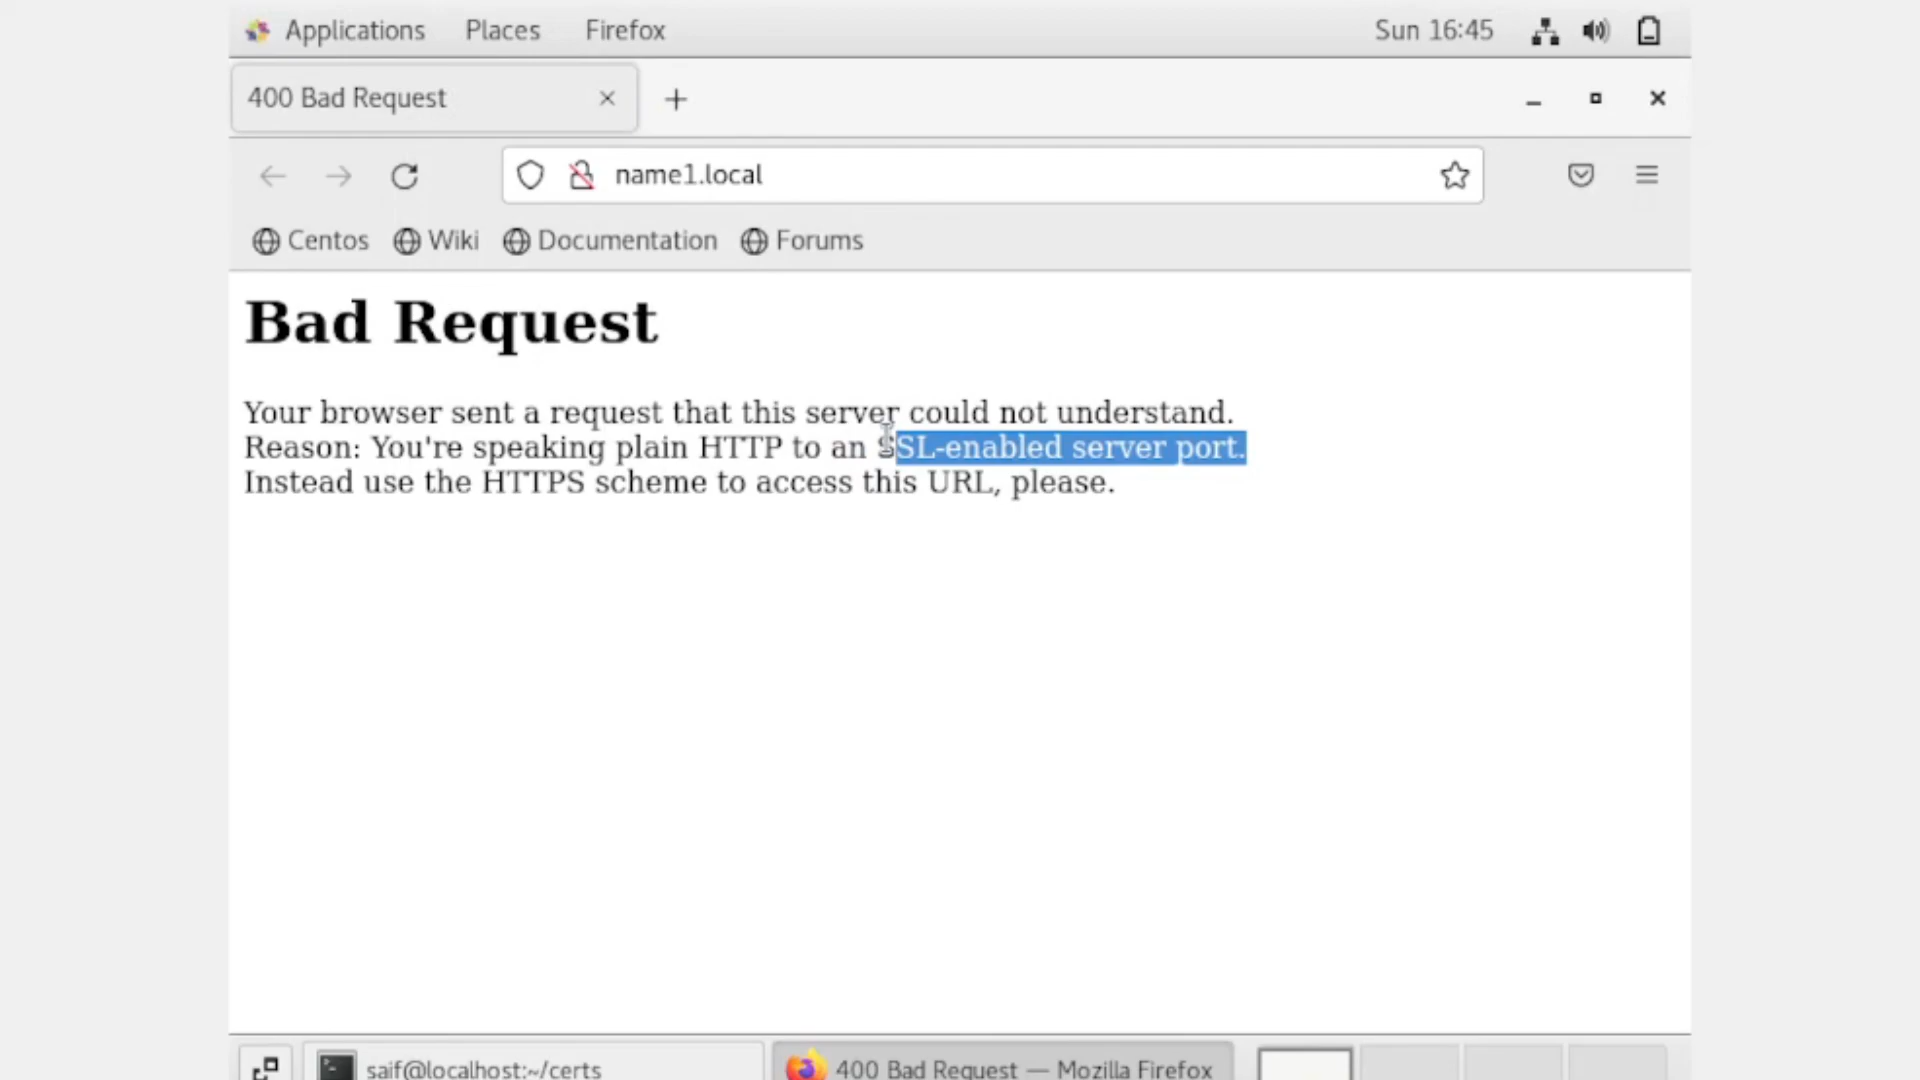 Applications Places Firefox Sun 16:45
400 Bad Request
name1.local
Centos Wiki Documentation Forums
Bad Request
Your browser sent a request that this server could not understand.
Reason: You're speaking plain HTTP to an SSL-enabled server port.
Instead use the HTTPS scheme to access this URL, please.
saif@localhost:~/certs 400 Bad Request — Mozilla Firefox